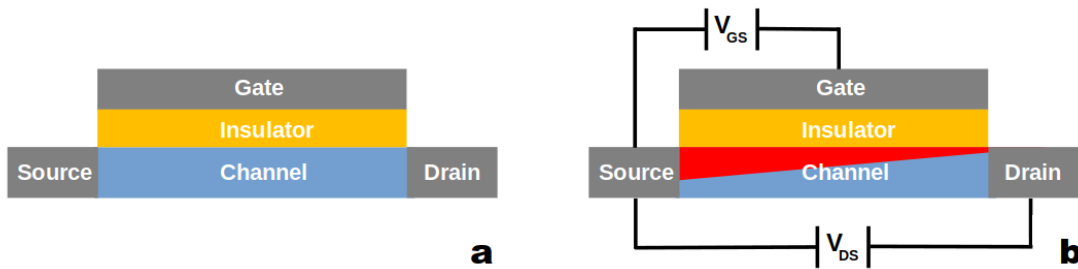 Gate
Insulator
Source Channel Drain
a
VGS
Gate
Insulator
Source Channel Drain
VDS
b